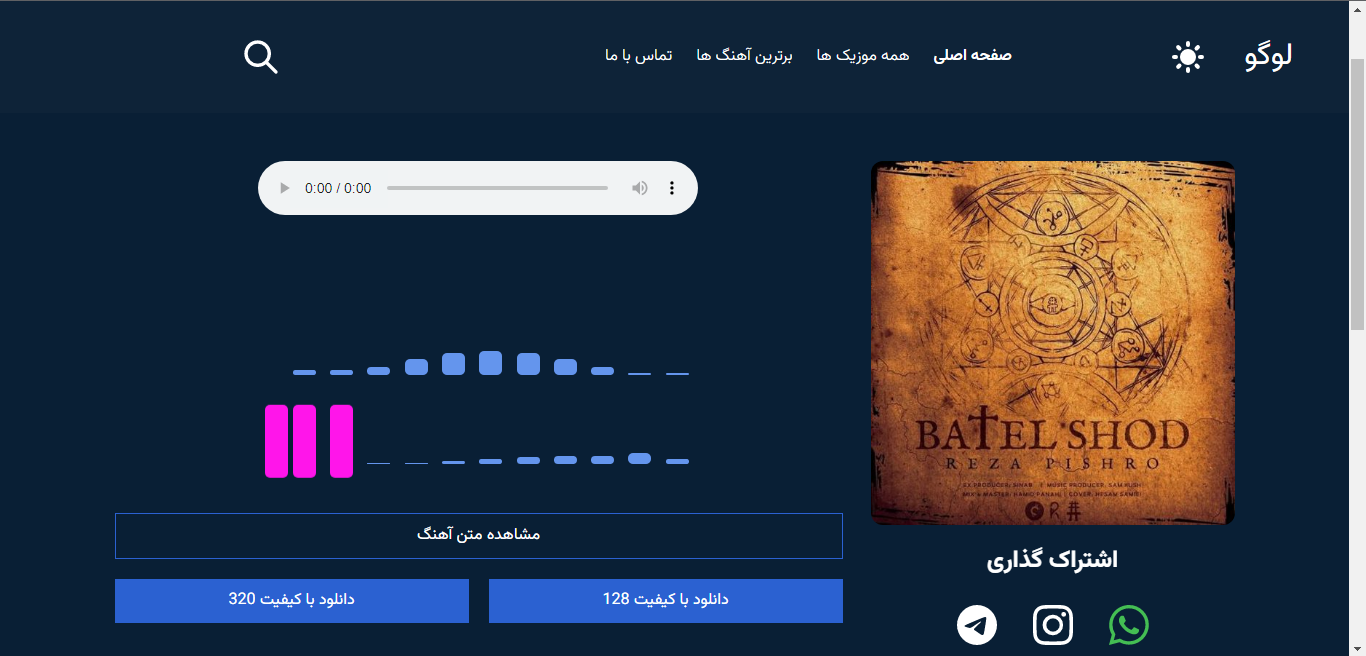 لوگو
صفحه اصلی
همه موزیک ها
برترین آهنگ ها
تماس با ما
0:00 / 0:00
BATEL SHOD
REZA PISHRO
مشاهده متن آهنگ
دانلود با کیفیت 128
دانلود با کیفیت 320
اشتراک گذاری